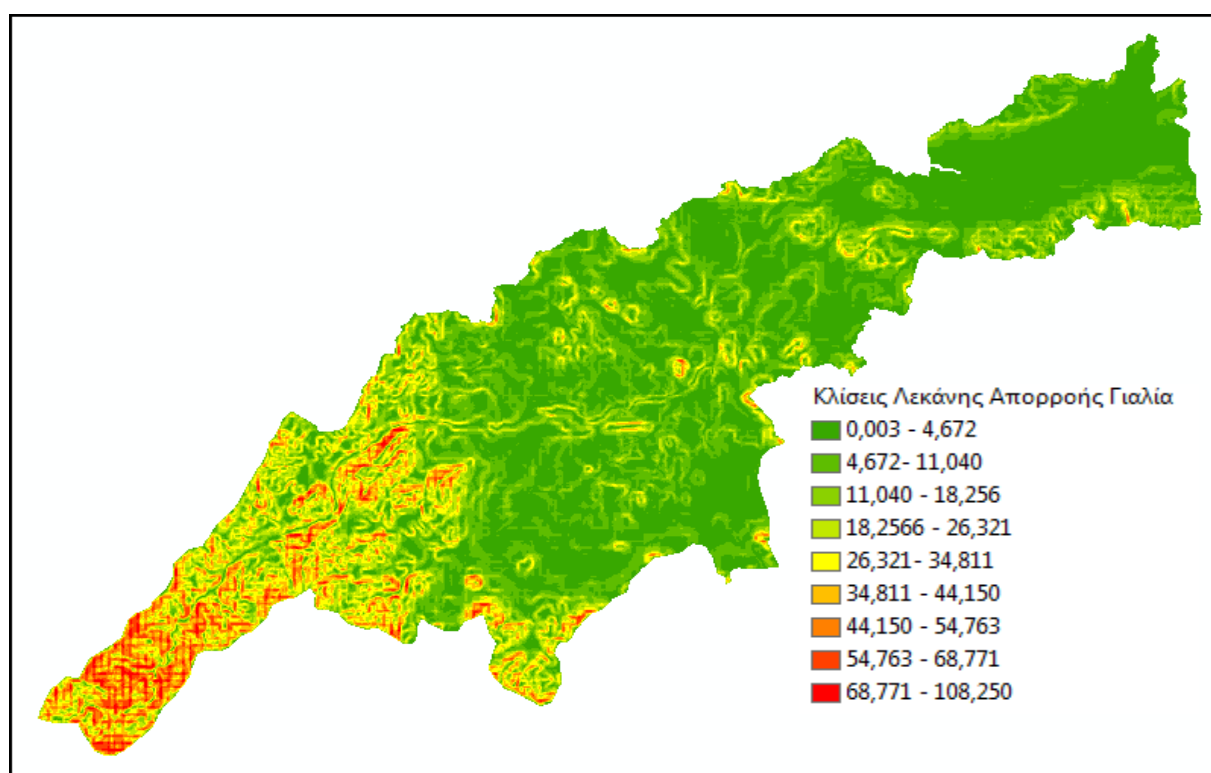 Κλίσεις Λεκάνης Απορροής Γιαλία
0,003 - 4,672
4,672- 11,040
11,040 - 18,256
18,2566 - 26,321
26,321- 34,811
34,811 - 44,150
44,150 - 54,763
54,763 - 68,771
68,771 - 108,250